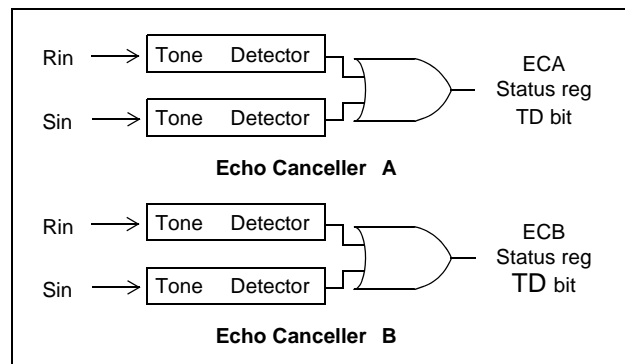 Rin
Tone Detector
Sin
Tone Detector
ECA
Status reg
TD bit
Echo Canceller A
Rin
Tone Detector
Sin
Tone Detector
ECB
Status reg
TD bit
Echo Canceller B